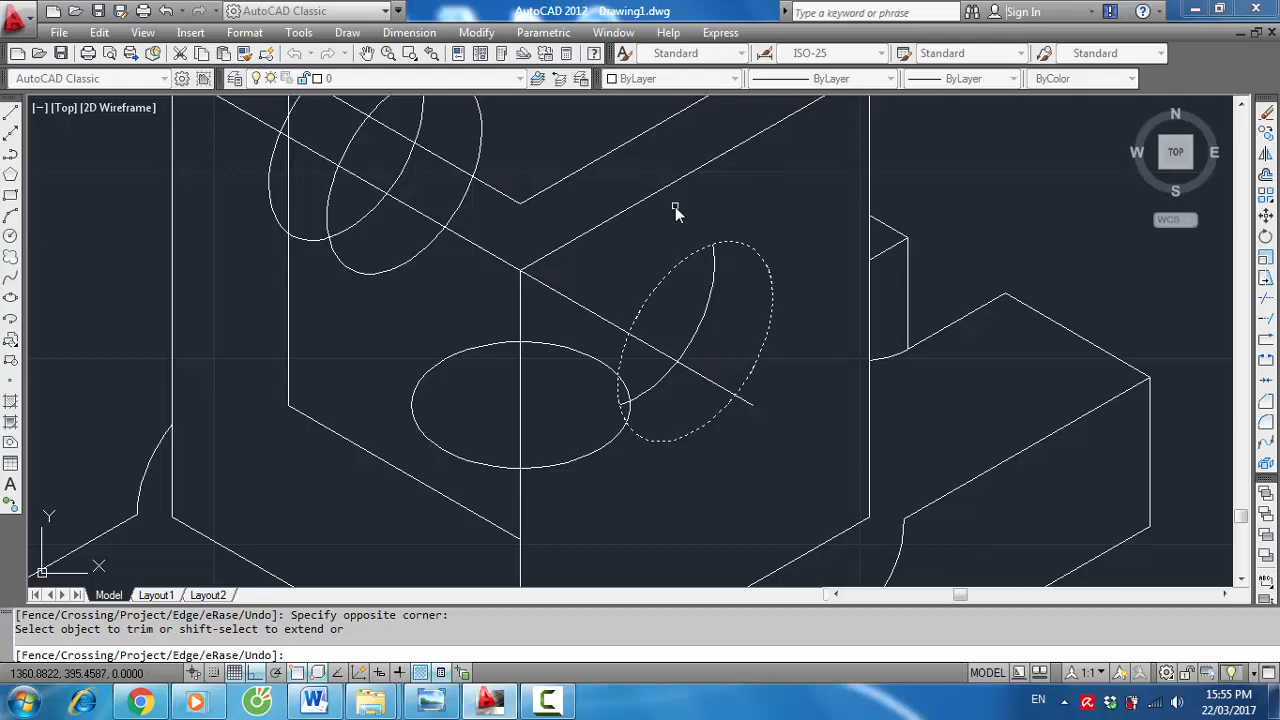 AutoCAD Classic
AutoCAD 2012 - Drawing1.dwg
Type a keyword or phrase
Sign In
File Edit View Insert Format Tools Draw Dimension Modify Parametric Window Help Express
Standard
ISO-25
Standard
Standard
AutoCAD Classic
0
ByLayer
ByLayer
ByLayer
ByColor
[−] [Top] [2D Wireframe]
N
W TOP E
S
WCS
Y
X
Model Layout1 Layout2
[Fence/Crossing/Project/Edge/eRase/Undo]: Specify opposite corner:
Select object to trim or shift-select to extend or
[Fence/Crossing/Project/Edge/eRase/Undo]:
1360.8822, 395.4587, 0.0000
MODEL
1:1
EN
15:55 PM
22/03/2017